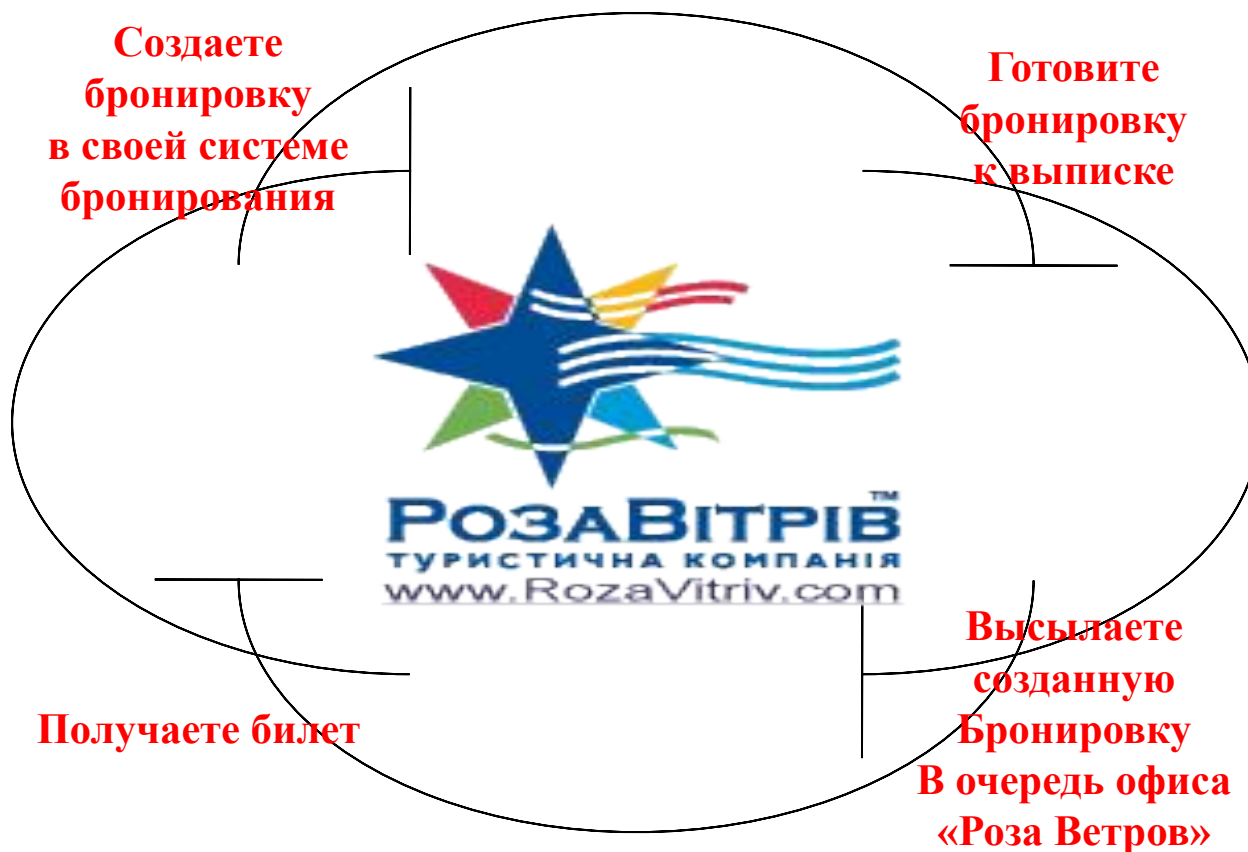 Создаете
бронировку
в своей системе
бронирования
Готовите
бронировку
к выписке
РозаВітрів™
туристична компанія
www.RozaVitriv.com
Высылаете
созданную
Бронировку
В очередь офиса
«Роза Ветров»
Получаете билет